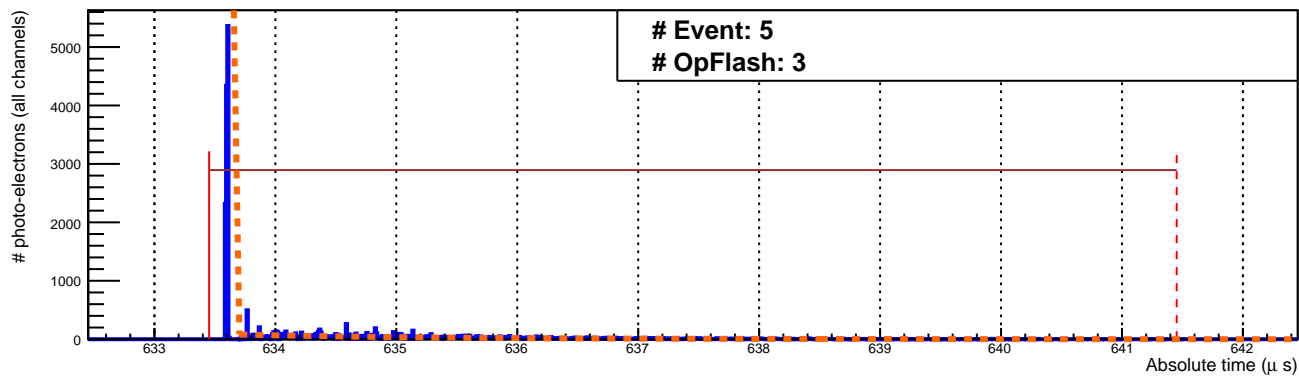 # Event: 5
# OpFlash: 3
# photo-electrons (all channels)
5000
4000
3000
2000
1000
0
633 634 635 636 637 638 639 640 641 642
Absolute time (μ s)